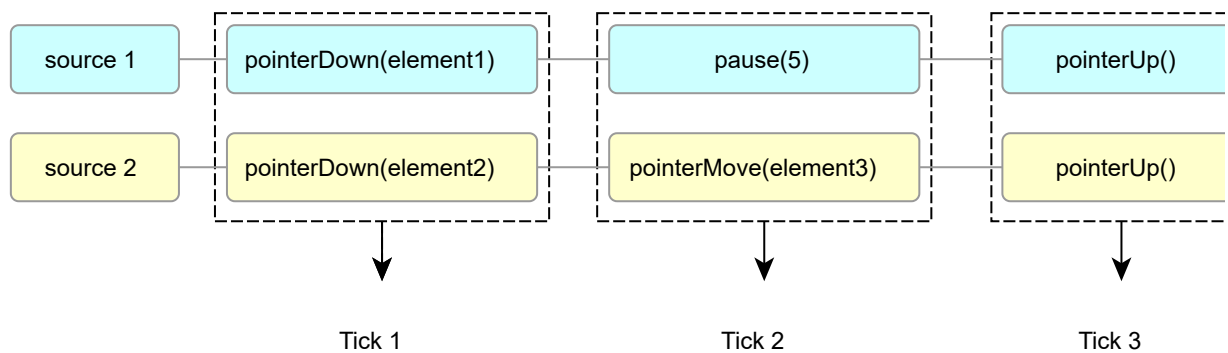 source 1
pointerDown(element1)
pause(5)
pointerUp()
source 2
pointerDown(element2)
pointerMove(element3)
pointerUp()
Tick 1
Tick 2
Tick 3